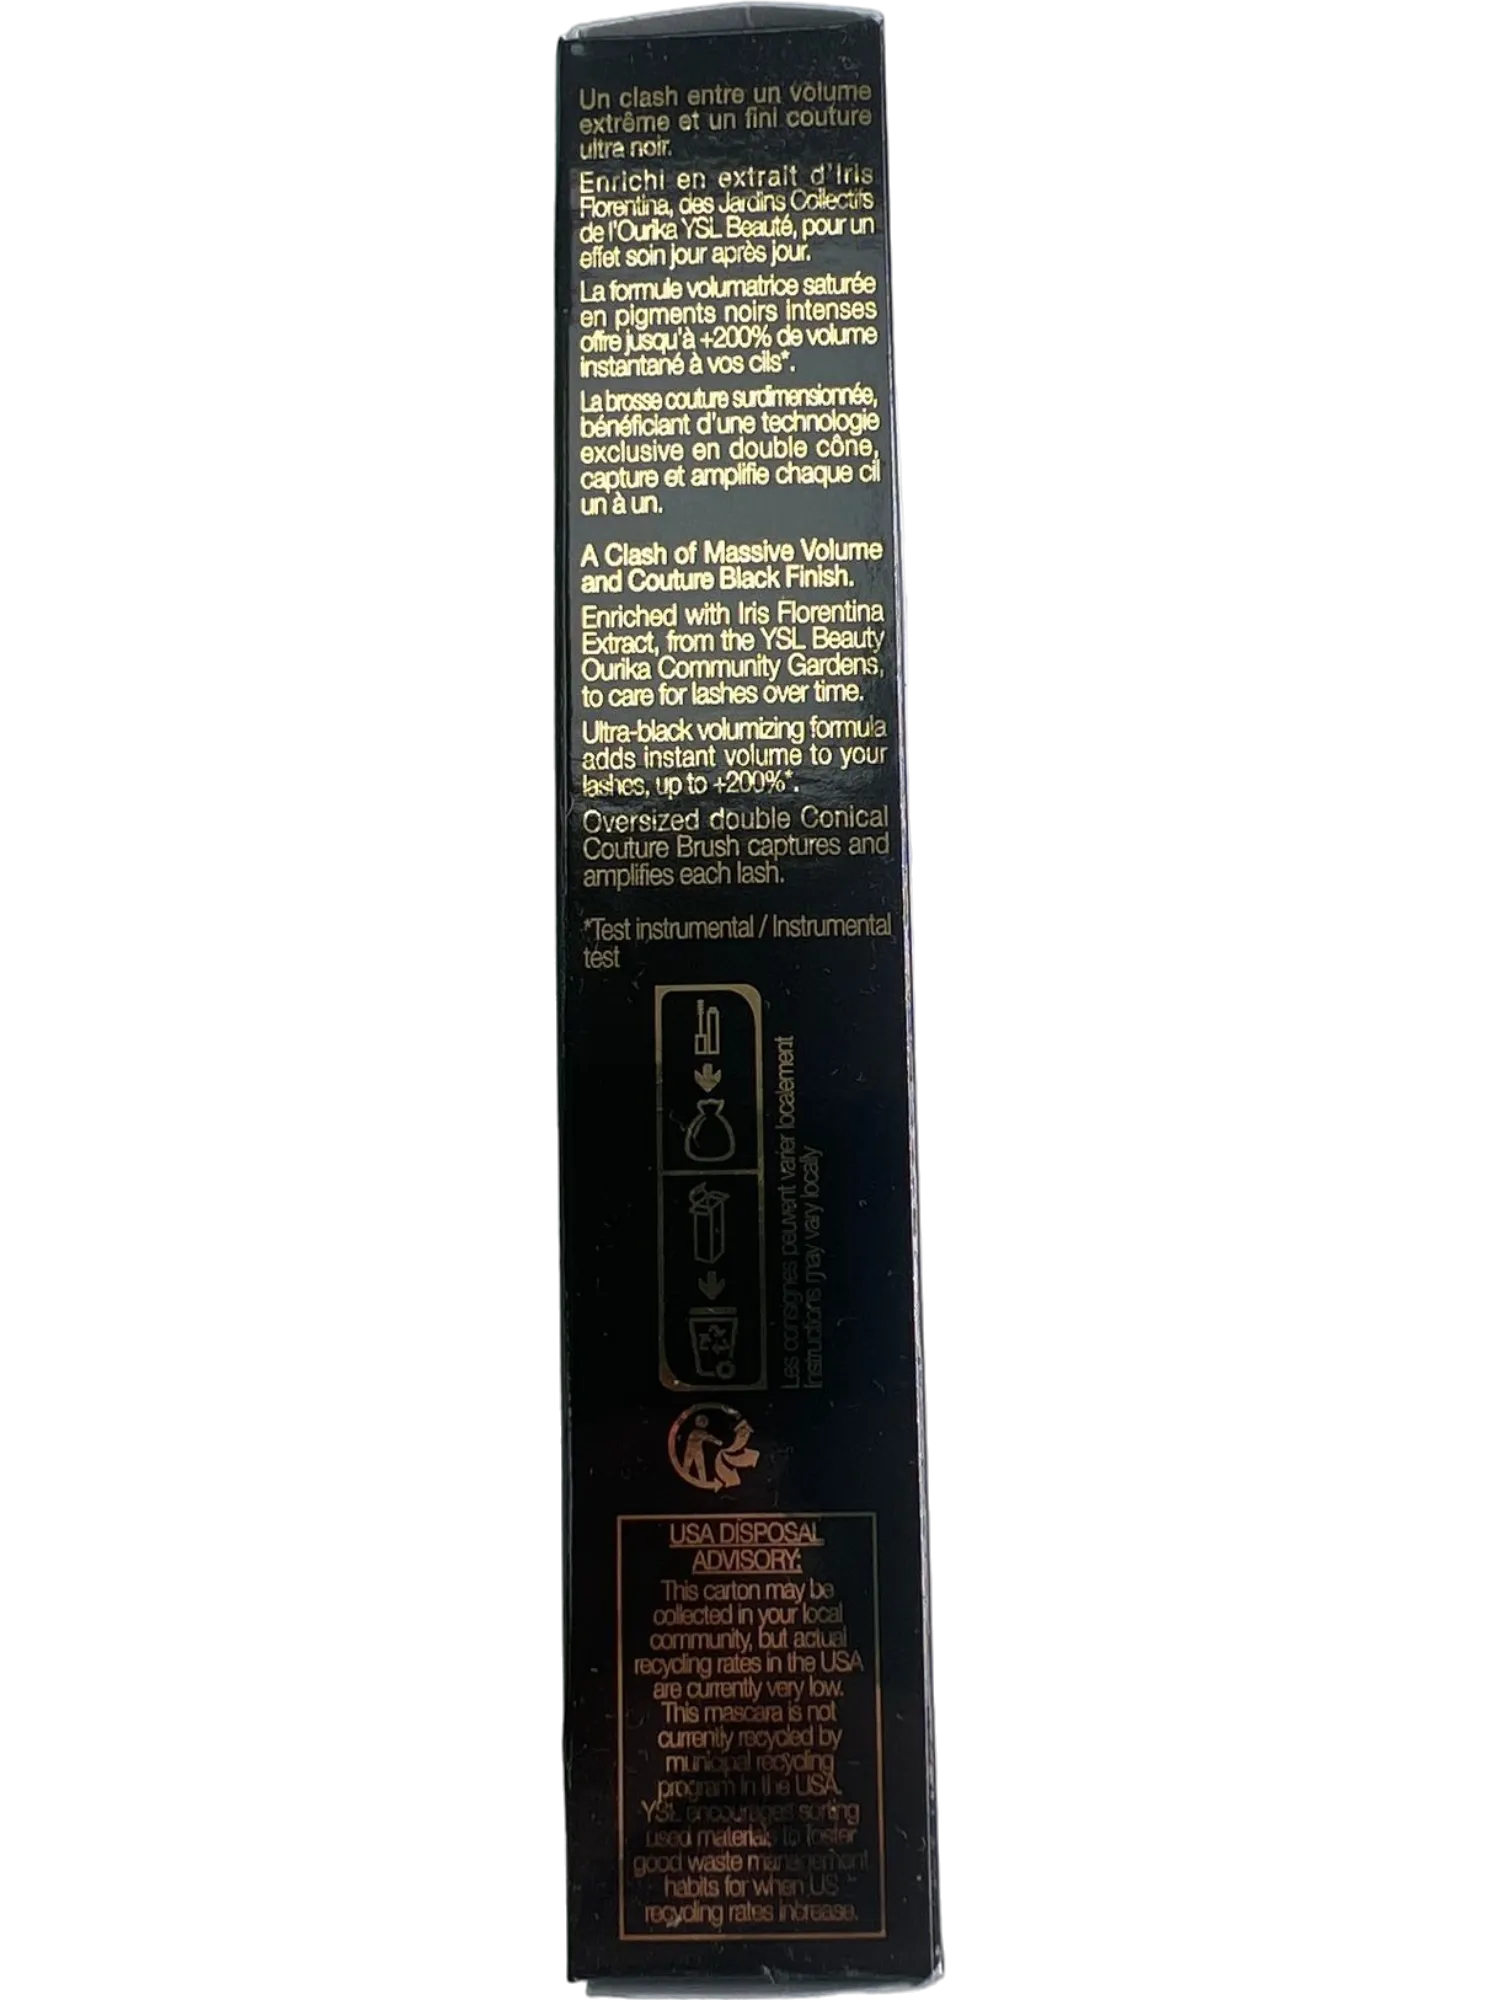 Un clash entre un volume
extrême et un fini couture
ultra noir.
Enrichi en extrait d'Iris
Florentina, des Jardins Collectifs
de l'Ourika YSL Beauté, pour un
effet soin jour après jour.
La formule volumatrice saturée
en pigments noirs intenses
offre jusqu'à +200% de volume
instantané à vos cils*.
La brosse couture surdimensionnée,
bénéficiant d'une technologie
exclusive en double cône,
capture et amplifie chaque cil
un à un.
A Clash of Massive Volume
and Couture Black Finish.
Enriched with Iris Florentina
Extract, from the YSL Beauty
Ourika Community Gardens,
to care for lashes over time.
Ultra-black volumizing formula
adds instant volume to your
lashes, up to +200%*.
Oversized double Conical
Couture Brush captures and
amplifies each lash.
*Test instrumental / Instrumental
test
Les consignes peuvent varier localement
Instructions may vary locally
USA DISPOSAL
ADVISORY:
This carton may be
collected in your local
community, but actual
recycling rates in the USA
are currently very low.
This mascara is not
currently recycled by
municipal recycling
program in the USA.
YSL encourages sorting
used materials to foster
good waste management
habits for when US
recycling rates increase.